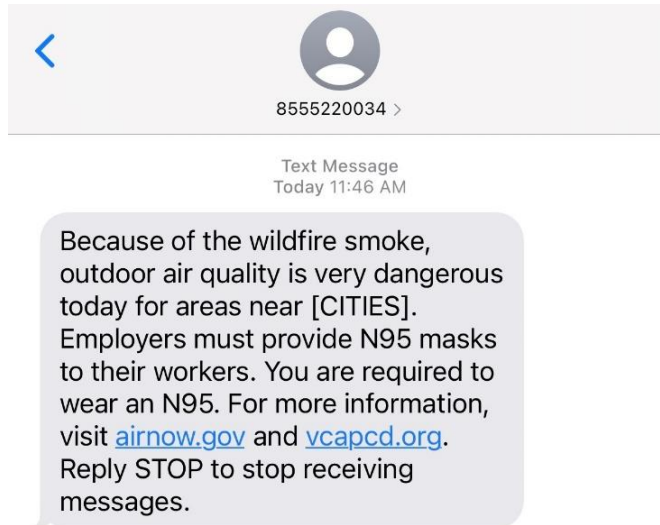 8555220034 >
Text Message
Today 11:46 AM
Because of the wildfire smoke,
outdoor air quality is very dangerous
today for areas near [CITIES].
Employers must provide N95 masks
to their workers. You are required to
wear an N95. For more information,
visit airnow.gov and vcapcd.org.
Reply STOP to stop receiving
messages.